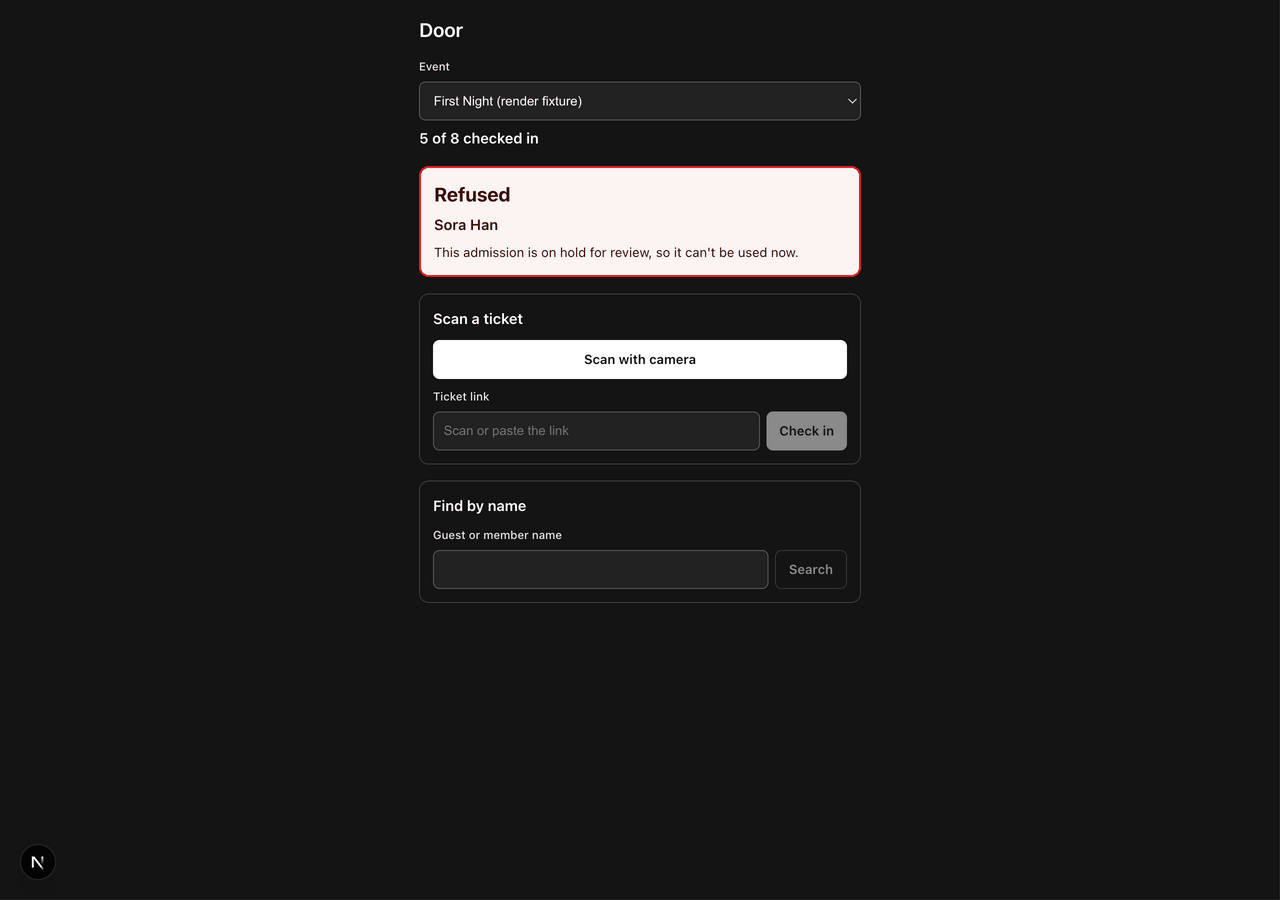 Door
Event
First Night (render fixture)
5 of 8 checked in
Refused
Sora Han
This admission is on hold for review, so it can't be used now.
Scan a ticket
Scan with camera
Ticket link
Scan or paste the link
Check in
Find by name
Guest or member name
Search
N